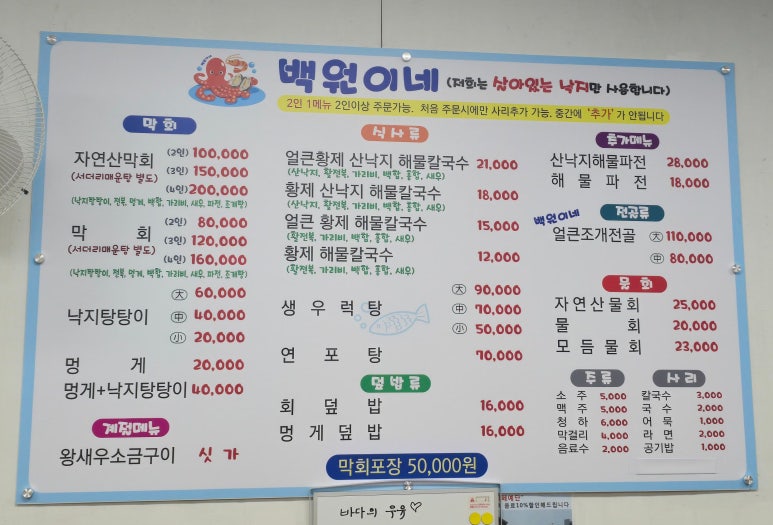 백원이네 (저희는 살아있는 낙지만 사용합니다)
2인 1메뉴 2인이상 주문가능. 처음 주문시에만 사리추가 가능. 중간에 '추가'가 안됩니다
막회
자연산막회 (2인) 100,000
(서더리매운탕 별도) (3인) 150,000
(4인) 200,000
(낙지탕탕이, 전복, 멍게, 가리비, 새우, 파전, 조개탕)
막 회 (2인) 80,000
(서더리매운탕 별도) (3인) 120,000
(4인) 160,000
(낙지탕탕이, 전복, 멍게, 백합, 가리비, 새우, 파전, 조개탕)
낙지탕탕이 大 60,000
中 40,000
小 20,000
멍 게 20,000
멍게+낙지탕탕이 40,000
계절메뉴
왕새우소금구이 싯가
식사류
얼큰황제 산낙지 해물칼국수 21,000
(산낙지, 황전복, 가리비, 백합, 홍합, 새우)
황제 산낙지 해물칼국수 18,000
(산낙지, 황전복, 가리비, 백합, 홍합, 새우)
얼큰 황제 해물칼국수 15,000
(황전복, 가리비, 백합, 홍합, 새우)
황제 해물칼국수 12,000
(황전복, 가리비, 백합, 홍합, 새우)
생우럭탕 大 90,000
中 70,000
小 50,000
연 포 탕 70,000
덮밥류
회 덮 밥 16,000
멍게덮밥 16,000
추가메뉴
산낙지해물파전 28,000
해 물 파 전 18,000
백원이네
전골류
얼큰조개전골 大 110,000
中 80,000
물회
자연산물회 25,000
물 회 20,000
모듬물회 23,000
주류
소 주 5,000
맥 주 5,000
청 하 6,000
막걸리 4,000
음료수 2,000
사리
칼국수 3,000
국 수 2,000
어 묵 1,000
라 면 2,000
공기밥 1,000
막회포장 50,000원
바다의 우유♡